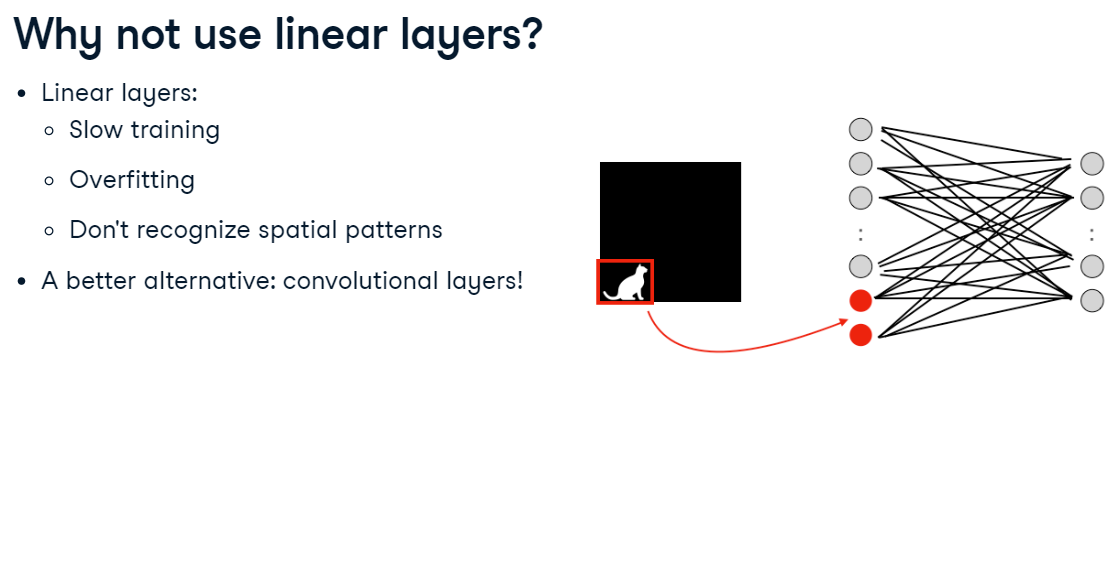 Why not use linear layers?
• Linear layers:
◦ Slow training
◦ Overfitting
◦ Don't recognize spatial patterns
• A better alternative: convolutional layers!